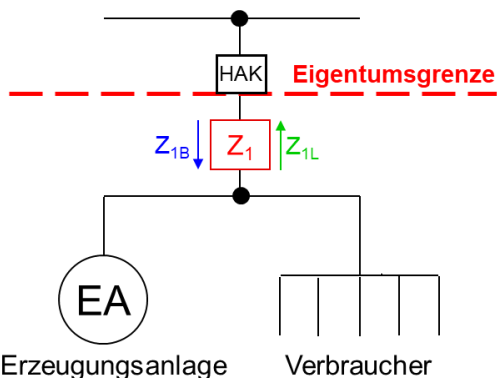 HAK
Eigentumsgrenze
Z1B Z1 Z1L
EA
Erzeugungsanlage Verbraucher